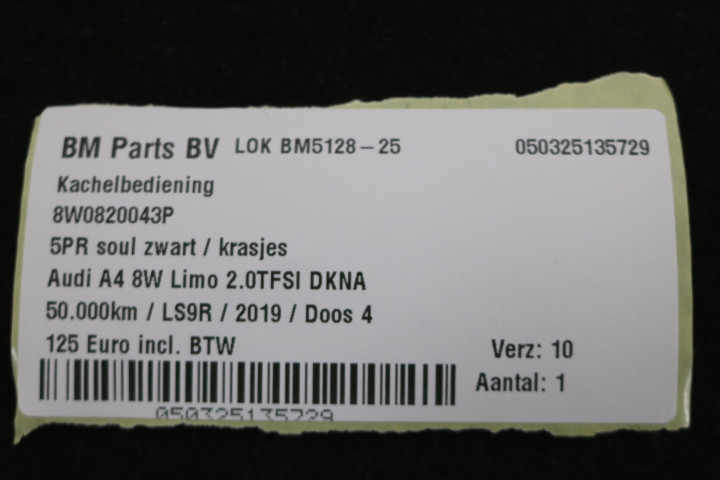 BM Parts BV LOK BM5128-25 050325135729
Kachelbediening
8W0820043P
5PR soul zwart / krasjes
Audi A4 8W Limo 2.0TFSI DKNA
50.000km / LS9R / 2019 / Doos 4
125 Euro incl. BTW Verz: 10
Aantal: 1
050325135729